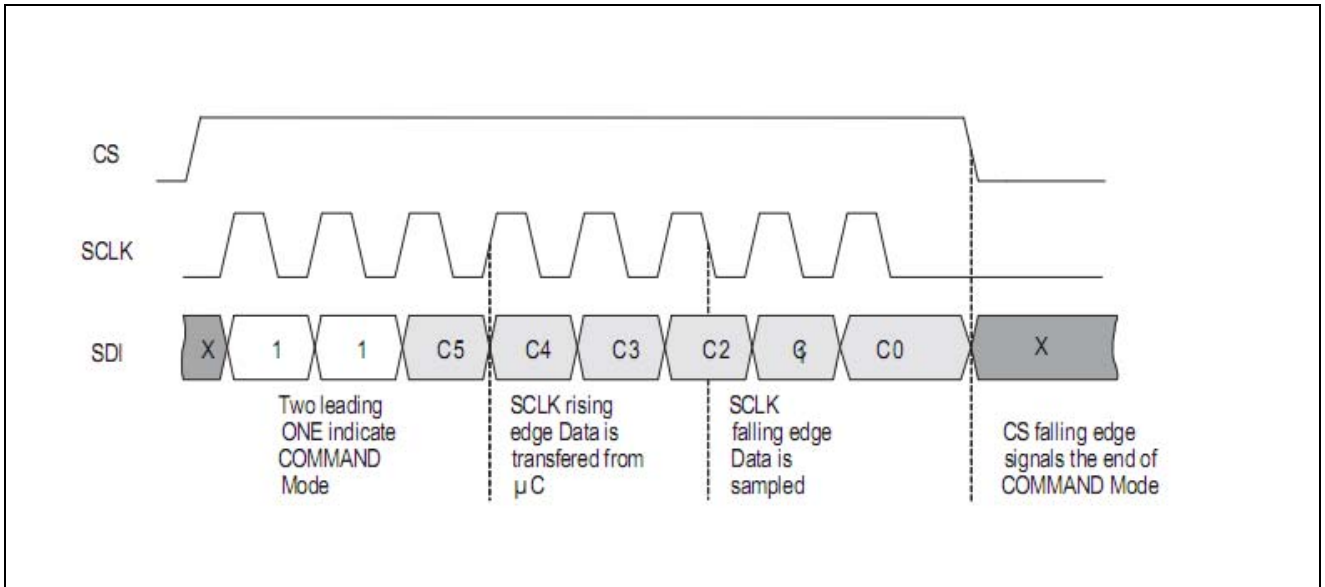 CS
SCLK
SDI
X 1 1 C5 C4 C3 C2 C0 X
Two leading
ONE indicate
COMMAND
Mode
SCLK rising
edge Data is
transfered from
µ C
SCLK
falling edge
Data is
sampled
CS falling edge
signals the end of
COMMAND Mode